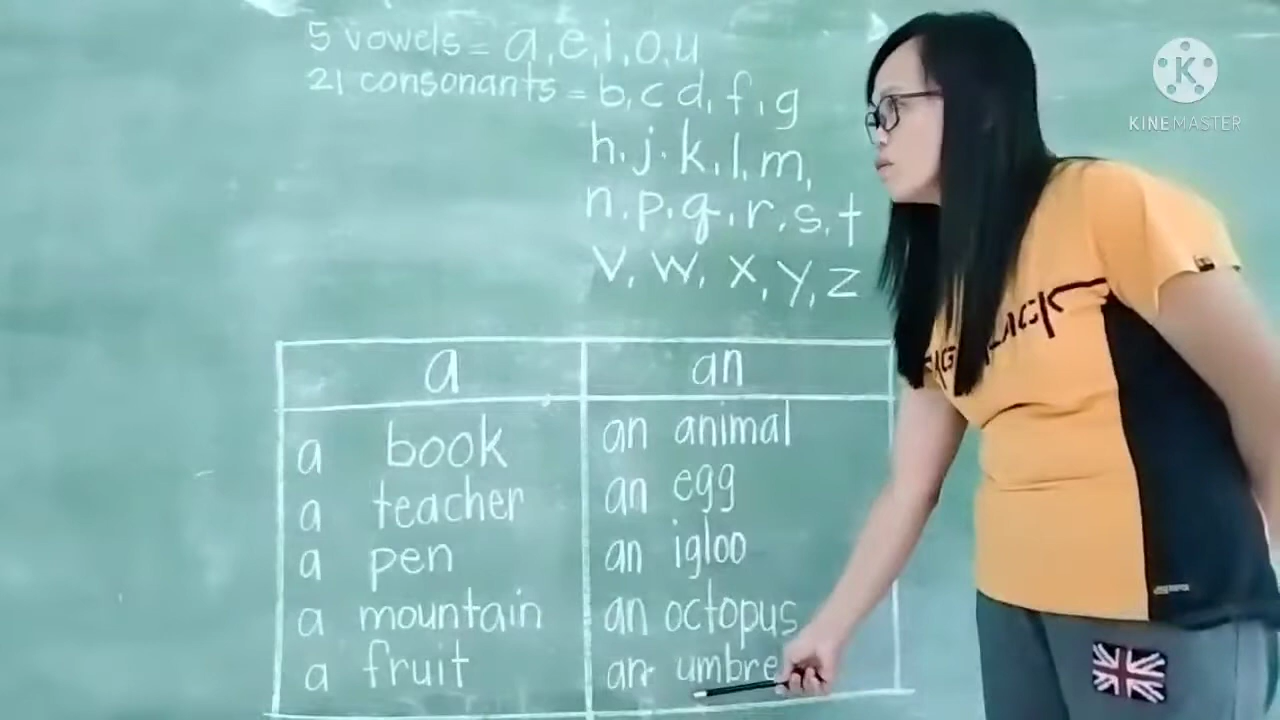 5 vowels = a, e, i, o, u
21 consonants = b, c d, f, g
h, j, k, l, m,
n, p, q, r, s, t
v, w, x, y, z
a an
a book an animal
a teacher an egg
a pen an igloo
a mountain an octopus
a fruit an umbre
KINEMASTER